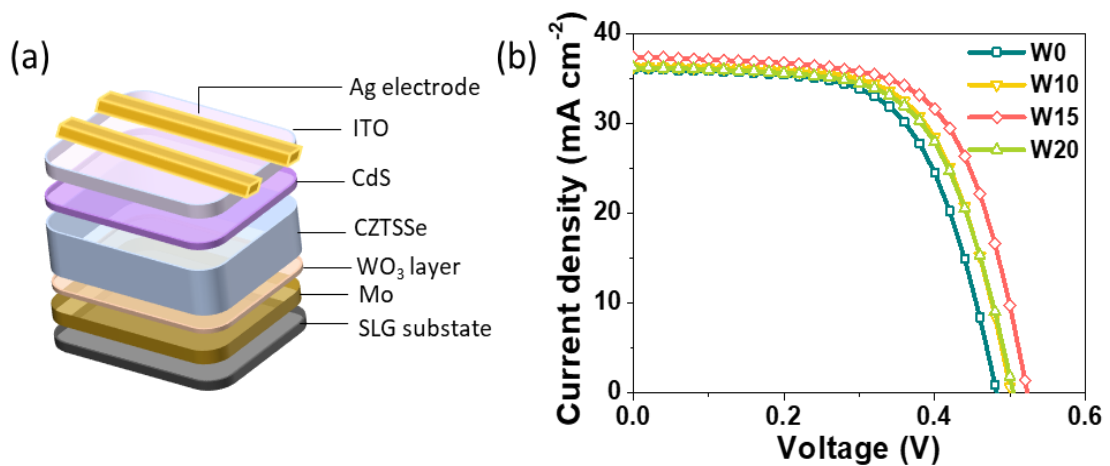 (a)
Ag electrode
ITO
CdS
CZTSSe
WO3 layer
Mo
SLG substate
(b)
Current density (mA cm-2)
40
30
20
10
0
0.0
0.2
0.4
0.6
Voltage (V)
W0
W10
W15
W20